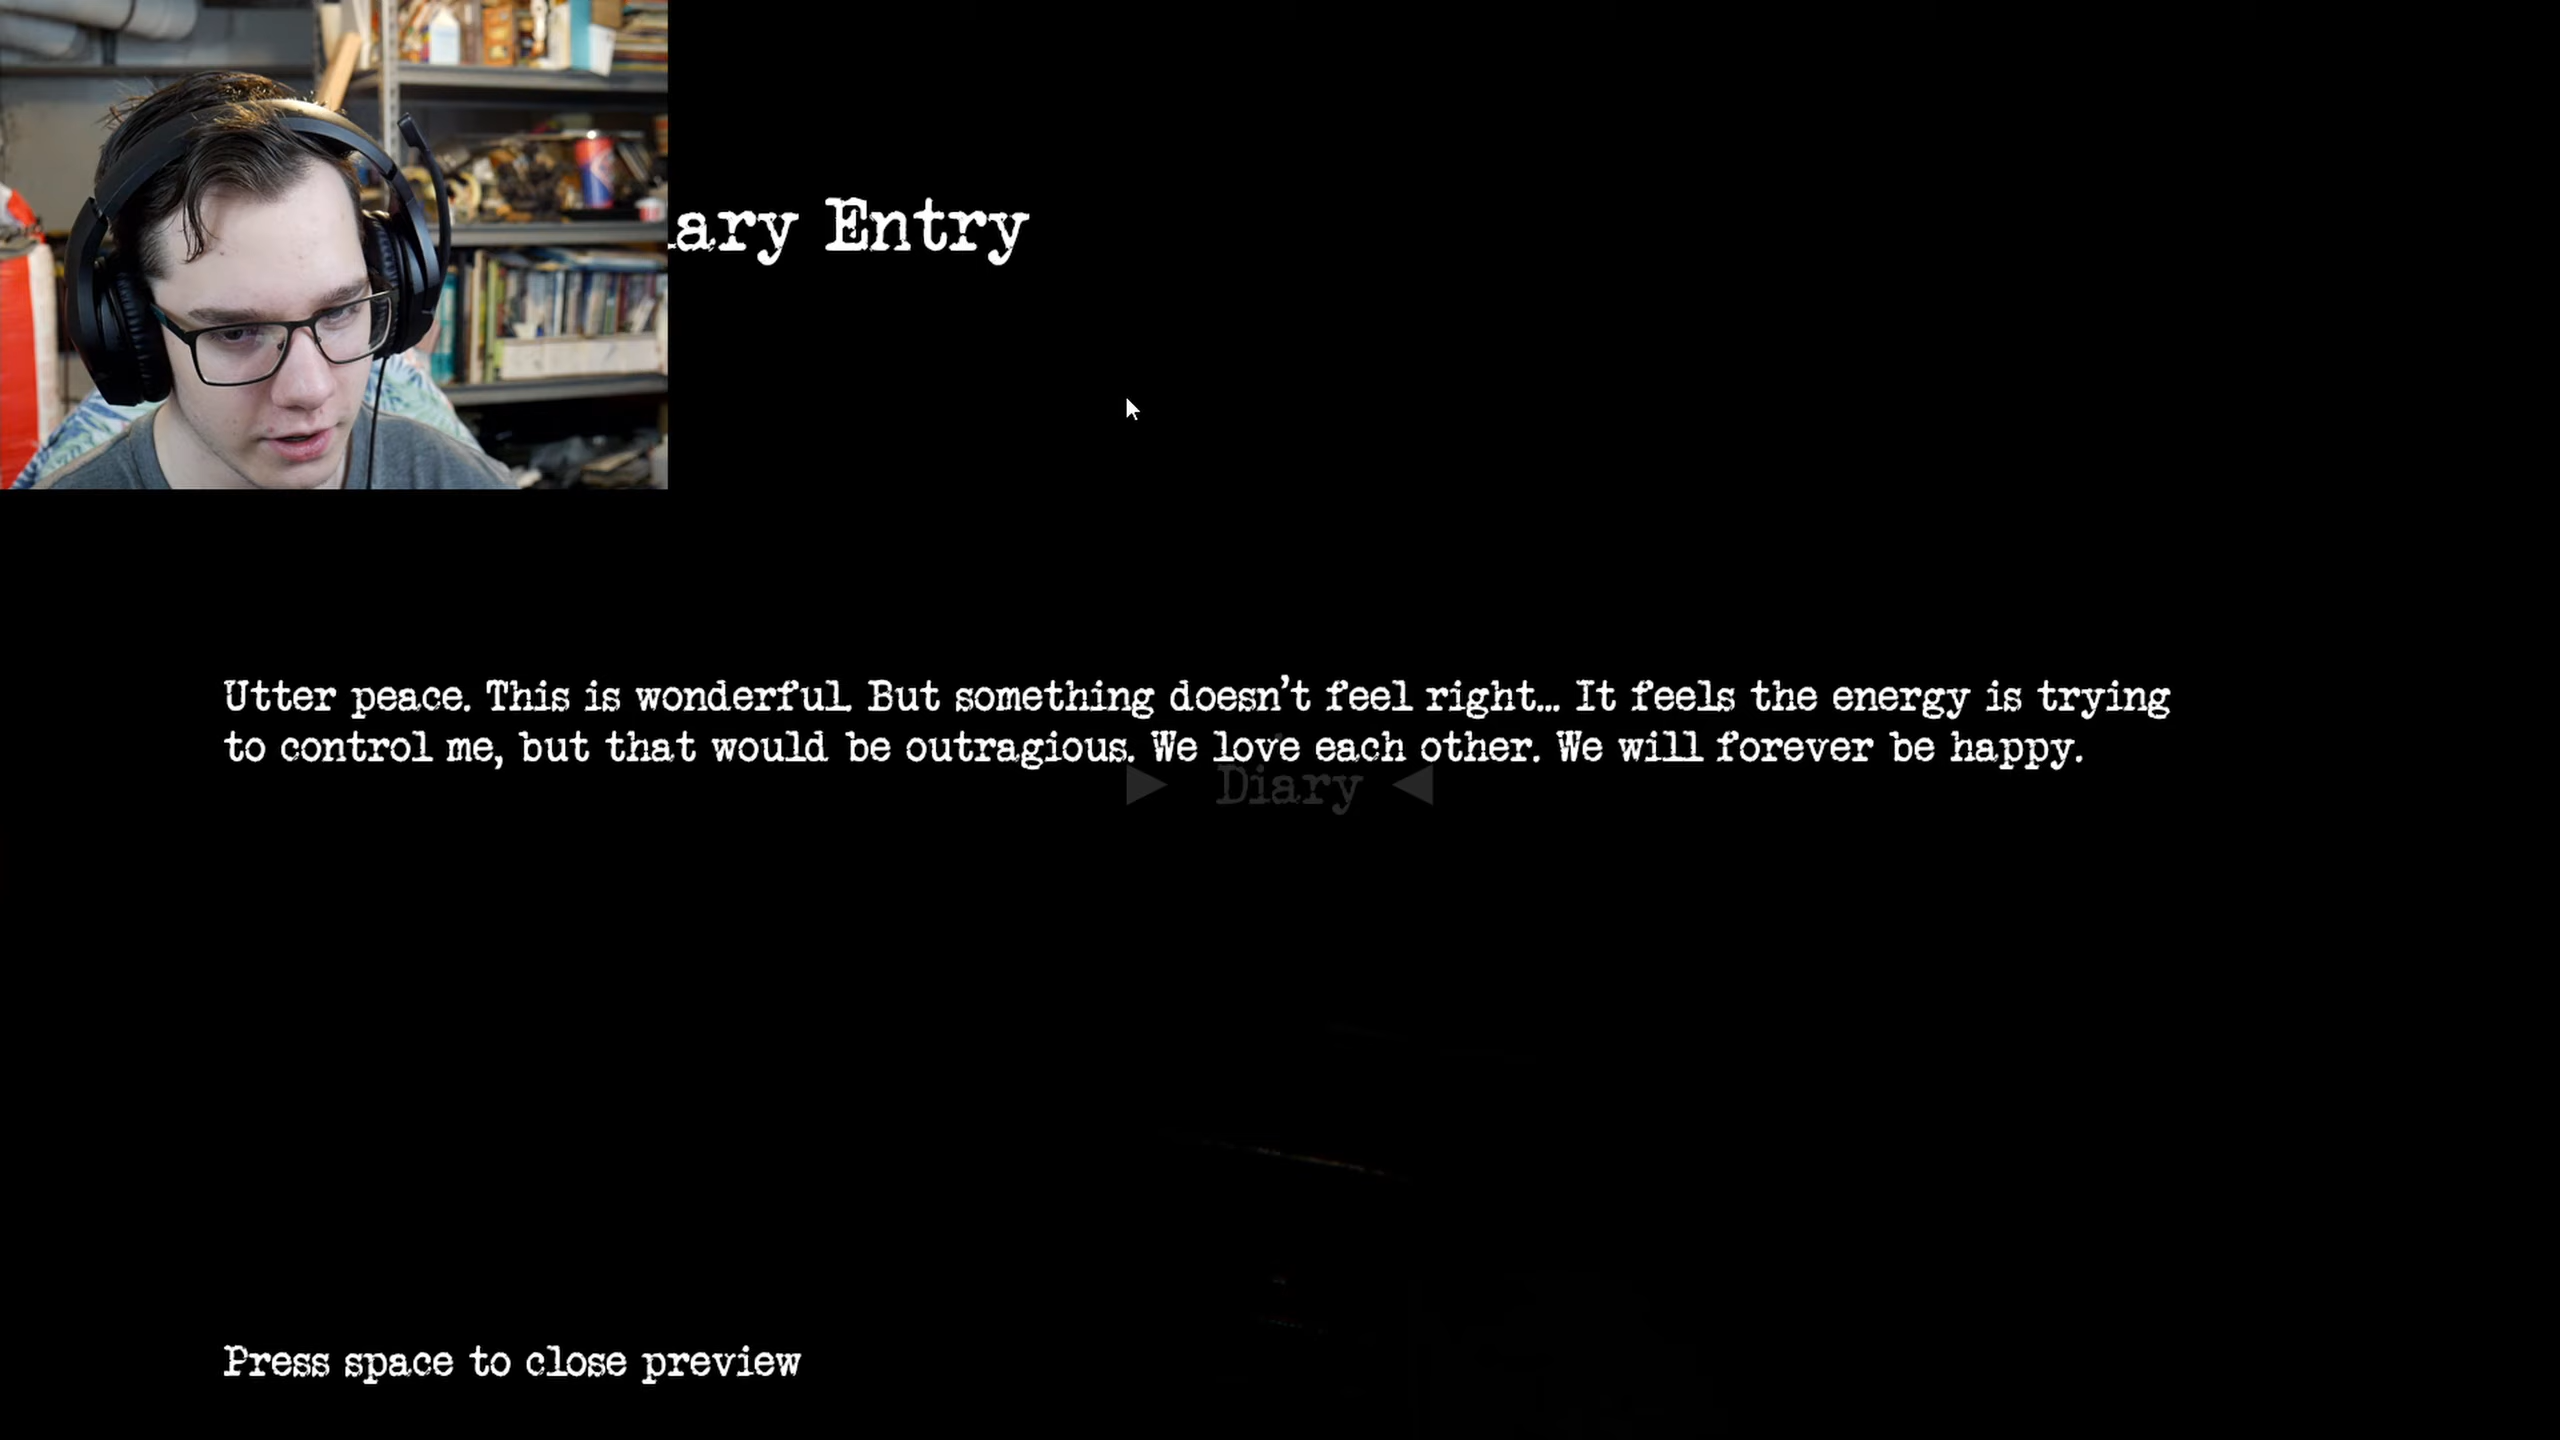 ary Entry
Utter peace. This is wonderful. But something doesn't feel right... It feels the energy is trying
to control me, but that would be outragious. We love each other. We will forever be happy.
Diary
Press space to close preview